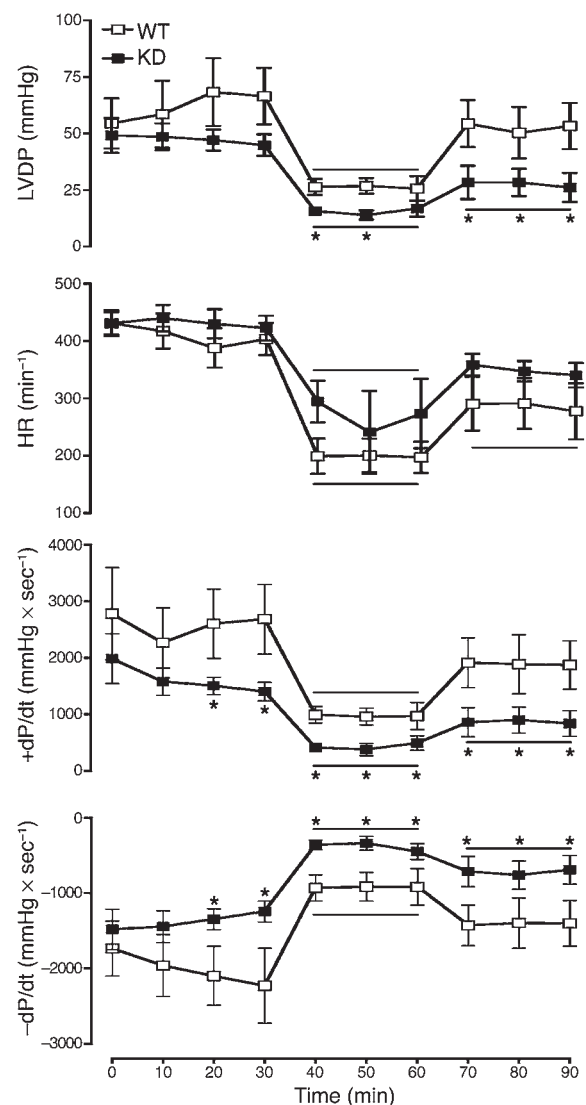 WT
KD
LVDP (mmHg)
100
75
50
25
0
* * * * *
HR (min⁻¹)
500
400
300
200
100
+dP/dt (mmHg × sec⁻¹)
4000
3000
2000
1000
0
* *
* * * * * *
−dP/dt (mmHg × sec⁻¹)
0
−1000
−2000
−3000
* * * * * *
* *
0 10 20 30 40 50 60 70 80 90
Time (min)